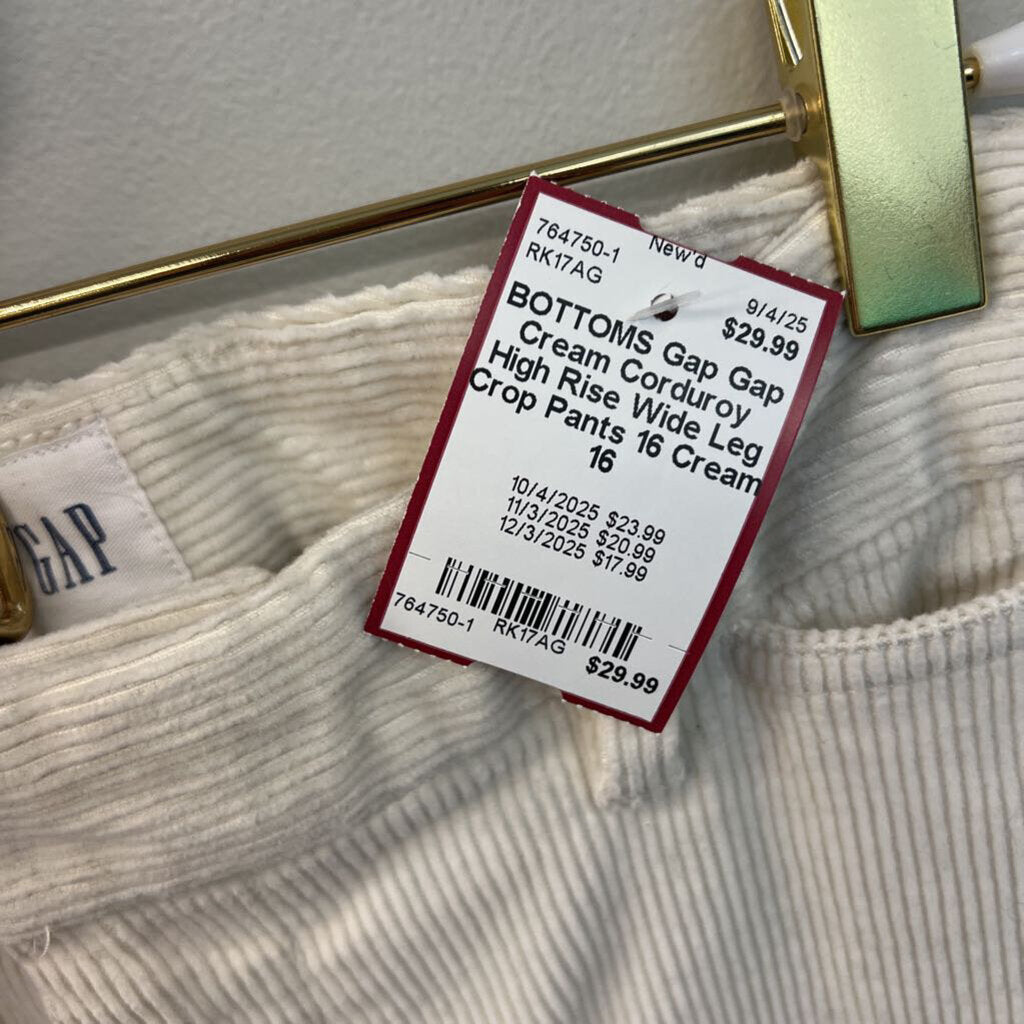 764750-1
New'd
RK17AG
9/4/25
$29.99
BOTTOMS Gap Gap
Cream Corduroy
High Rise Wide Leg
Crop Pants 16 Cream
16
10/4/2025 $23.99
11/3/2025 $20.99
12/3/2025 $17.99
764750-1 RK17AG
$29.99
GAP